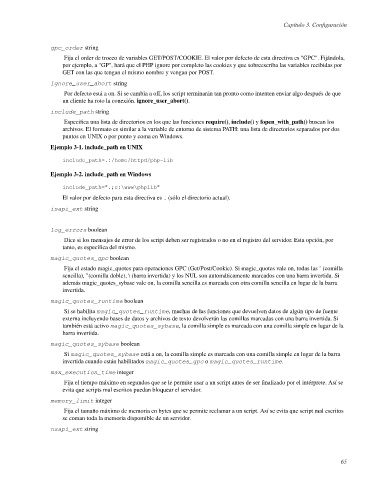 Capítulo 3. Configuración
gpc_order string
Fija el orden de troceo de variables GET/POST/COOKIE. El valor por defecto de esta directiva es "GPC". Fijándola,
por ejemplo, a "GP", hará que el PHP ignore por completo las cookies y que sobreescriba las variables recibidas por
GET con las que tengan el mismo nombre y vengan por POST.
ignore_user_abort string
Por defecto está a on. Si se cambia a off, los script terminarán tan pronto como intenten enviar algo después de que
un cliente ha roto la conexión. ignore_user_abort().
include_path string
Especifica una lista de directorios en los que las funciones require(), include() y fopen_with_path() buscan los
archivos. El formato es similar a la variable de entorno de sistema PATH: una lista de directorios separados por dos
puntos en UNIX o por punto y coma en Windows.
Ejemplo 3-1. include_path en UNIX
include_path=.:/home/httpd/php-lib
Ejemplo 3-2. include_path en Windows
include_path=".;c:\www\phplib"
El valor por defecto para esta directiva es . (sólo el directorio actual).
isapi_ext string
log_errors boolean
Dice si los mensajes de error de los script deben ser registrados o no en el registro del servidor. Esta opción, por
tanto, es específica del mismo.
magic_quotes_gpc boolean
Fija el estado magic_quotes para operaciones GPC (Get/Post/Cookie). Si magic_quotes vale on, todas las ' (comilla
sencilla), " (comilla doble), \ (barra invertida) y los NUL son automáticamente marcados con una barra invertida. Si
además magic_quotes_sybase vale on, la comilla sencilla es marcada con otra comilla sencilla en lugar de la barra
invertida.
magic_quotes_runtime boolean
Si se habilita magic_quotes_runtime, muchas de las funciones que devuelven datos de algún tipo de fuente
externa incluyendo bases de datos y archivos de texto devolverán las comillas marcadas con una barra invertida. Si
también está activo magic_quotes_sybase, la comilla simple es marcada con una comilla simple en lugar de la
barra invertida.
magic_quotes_sybase boolean
Si magic_quotes_sybase está a on, la comilla simple es marcada con una comilla simple en lugar de la barra
invertida cuando están habilitados magic_quotes_gpc o magic_quotes_runtime.
max_execution_time integer
Fija el tiempo máximo en segundos que se le permite usar a un script antes de ser finalizado por el intérprete. Así se
evita que scripts mal escritos puedan bloquear el servidor.
memory_limit integer
Fija el tamaño máximo de memoria en bytes que se permite reclamar a un script. Así se evita que script mal escritos
se coman toda la memoria disponible de un servidor.
nsapi_ext string
65